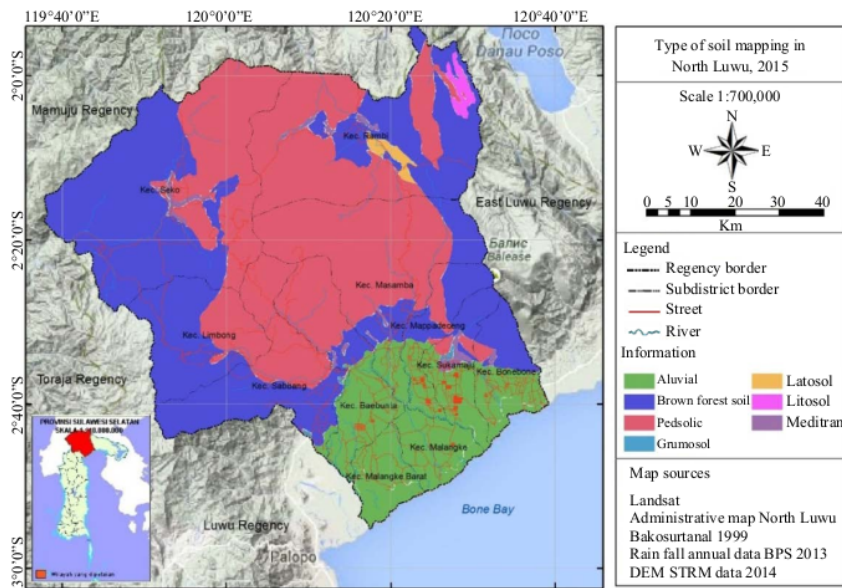 119°40'0''E
120°0'0''E
120°20'0''E
120°40'0''E
2°0'0''S
2°20'0''S
2°40'0''S
3°0'0''S
Посо
Danau Poso
Mamuju Regency
Kec. Rampi
Kec. Seko
East Luwu Regency
Балис
Balease
Kec. Masamba
Kec. Limbong
Kec. Mappadeceng
Kec. Sukamaju
Kec. Bonebone
Toraja Regency
Kec. Sabbang
Kec. Baebunta
Kec. Malangke
Kec. Malangke Barat
Bone Bay
Luwu Regency
Palopo
PROVINSI SULAWESI SELATAN
Type of soil mapping in
North Luwu, 2015
Scale 1:700,000
N
W E
S
0 5 10 20 30 40
Km
Legend
Regency border
Subdistrict border
Street
River
Information
Aluvial
Brown forest soil
Pedsolic
Grumosol
Latosol
Litosol
Meditran
Map sources
Landsat
Administrative map North Luwu
Bakosurtanal 1999
Rain fall annual data BPS 2013
DEM STRM data 2014